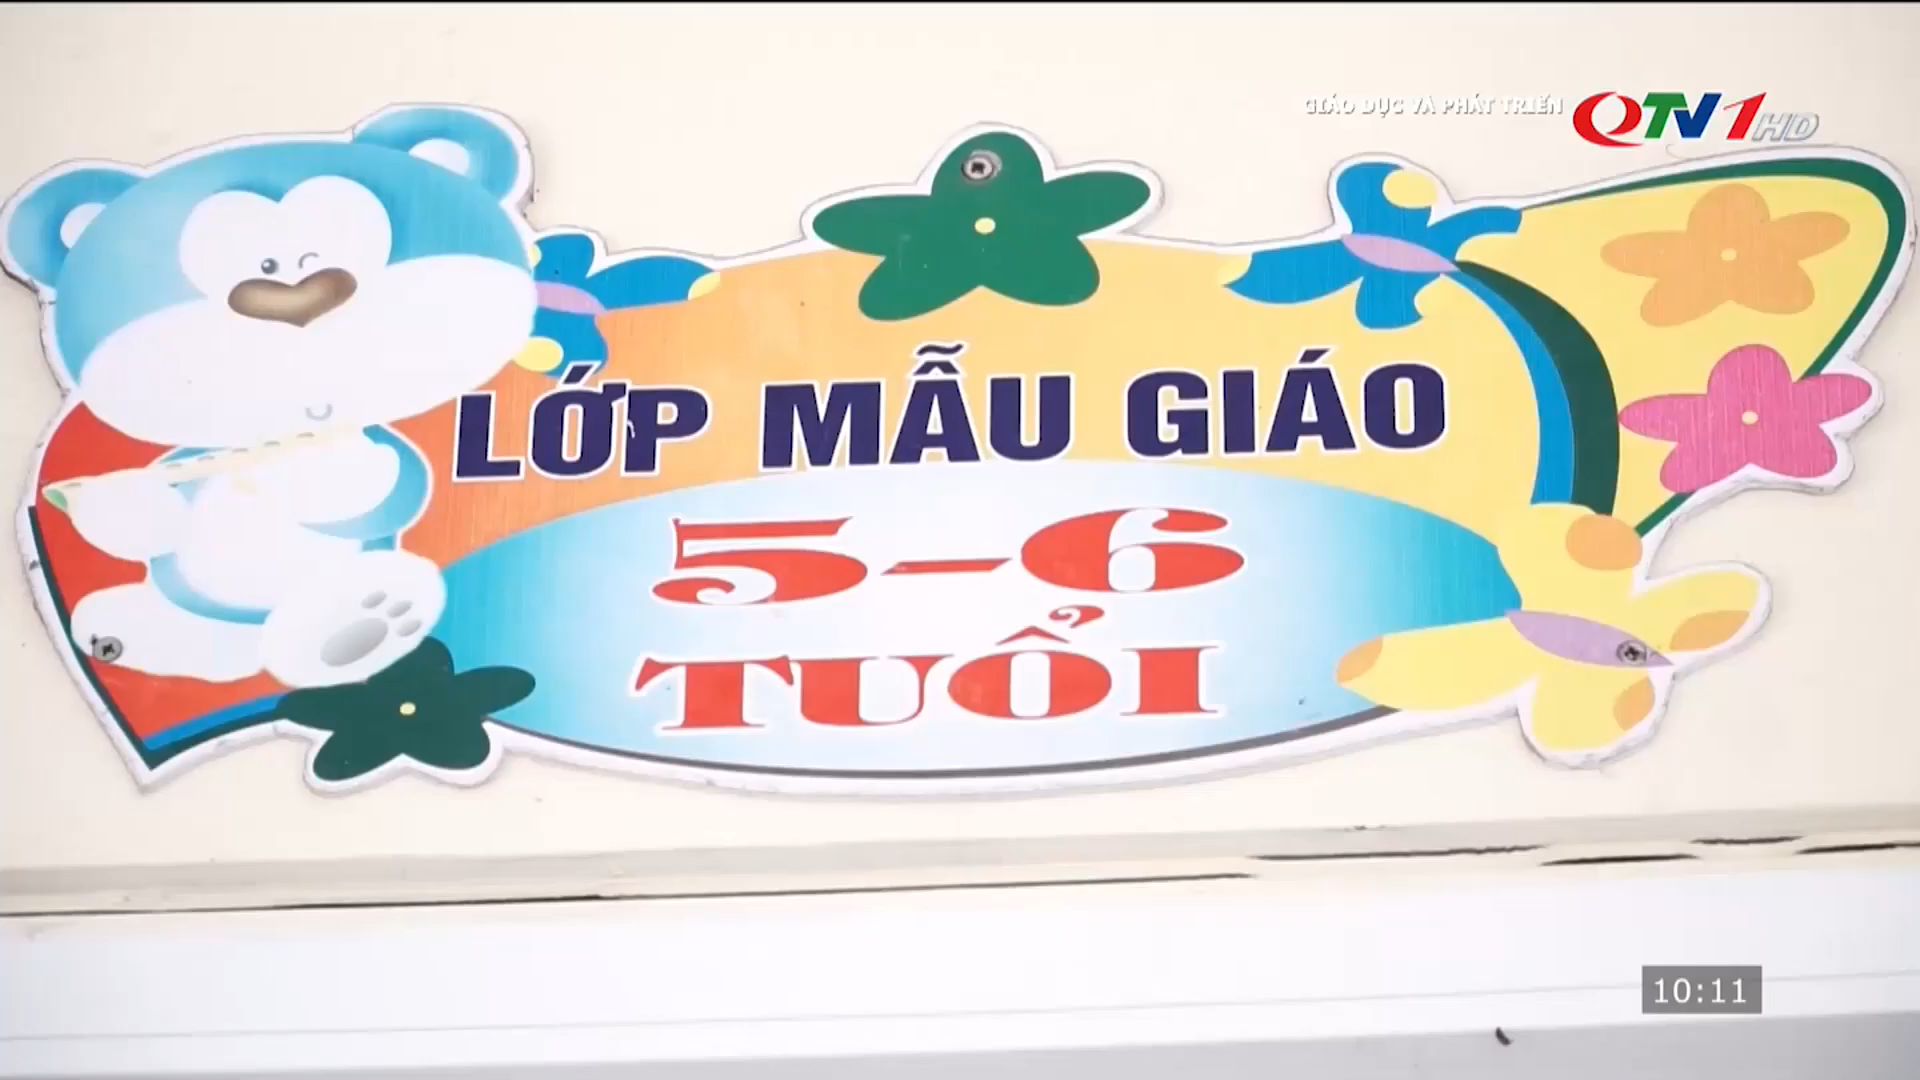 GIÁO DỤC VÀ PHÁT TRIỂN QTV1 HD
LỚP MẪU GIÁO
5-6
TUỔI
10:11